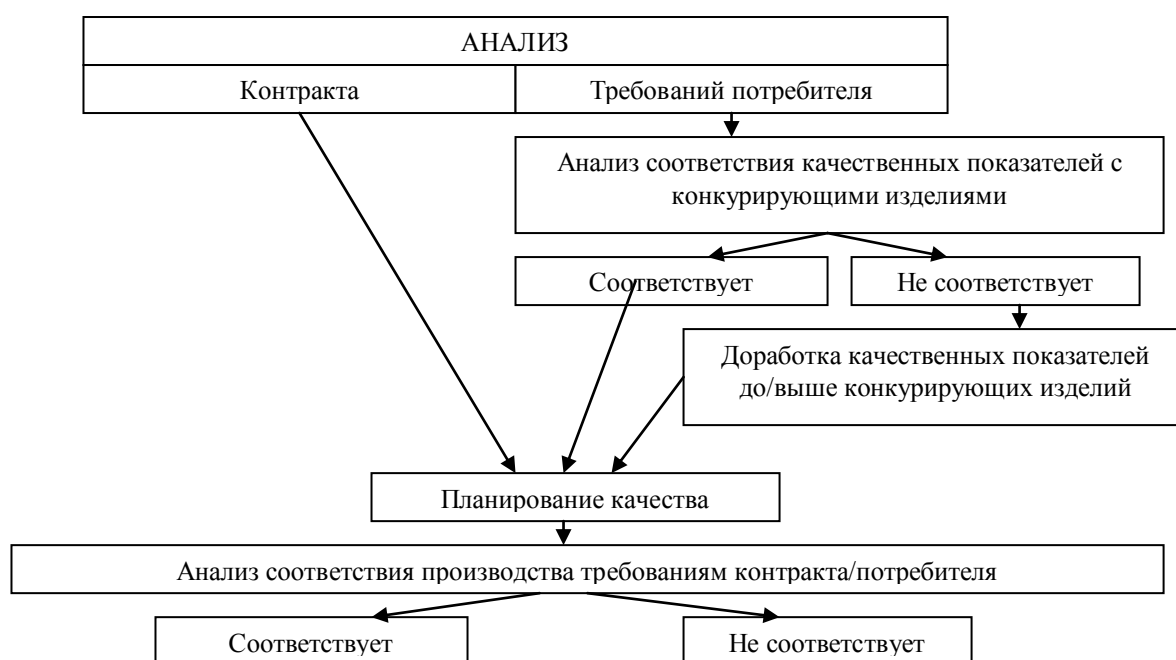 АНАЛИЗ
Контракта
Требований потребителя
Анализ соответствия качественных показателей с
конкурирующими изделиями
Соответствует
Не соответствует
Доработка качественных показателей
до/выше конкурирующих изделий
Планирование качества
Анализ соответствия производства требованиям контракта/потребителя
Соответствует
Не соответствует